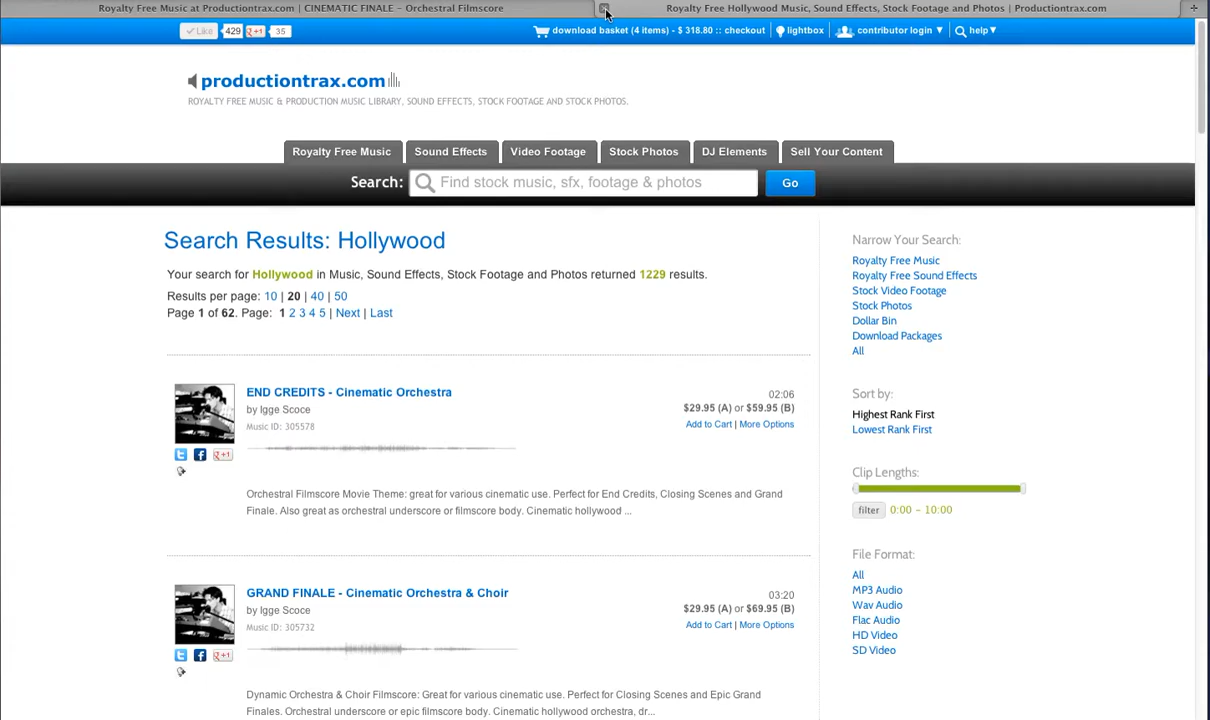 Royalty Free Music at Productiontrax.com | CINEMATIC FINALE - Orchestral Filmscore
Royalty Free Hollywood Music, Sound Effects, Stock Footage and Photos | Productiontrax.com
Like 429 +1 35
download basket (4 items) - $ 318.80 :: checkout
lightbox
contributor login ▼
help▼
productiontrax.com
ROYALTY FREE MUSIC & PRODUCTION MUSIC LIBRARY, SOUND EFFECTS, STOCK FOOTAGE AND STOCK PHOTOS.
Royalty Free Music
Sound Effects
Video Footage
Stock Photos
DJ Elements
Sell Your Content
Search: Find stock music, sfx, footage & photos Go
Search Results: Hollywood
Your search for Hollywood in Music, Sound Effects, Stock Footage and Photos returned 1229 results.
Results per page: 10 | 20 | 40 | 50
Page 1 of 62. Page: 1 2 3 4 5 | Next | Last
END CREDITS - Cinematic Orchestra
by Igge Scoce
Music ID: 305578
02:06
$29.95 (A) or $59.95 (B)
Add to Cart | More Options
g+1
Orchestral Filmscore Movie Theme: great for various cinematic use. Perfect for End Credits, Closing Scenes and Grand
Finale. Also great as orchestral underscore or filmscore body. Cinematic hollywood ...
GRAND FINALE - Cinematic Orchestra & Choir
by Igge Scoce
Music ID: 305732
03:20
$29.95 (A) or $69.95 (B)
Add to Cart | More Options
g+1
Dynamic Orchestra & Choir Filmscore: Great for various cinematic use. Perfect for Closing Scenes and Epic Grand
Finales. Orchestral underscore or epic filmscore body. Cinematic hollywood orchestra, dr...
Narrow Your Search:
Royalty Free Music
Royalty Free Sound Effects
Stock Video Footage
Stock Photos
Dollar Bin
Download Packages
All
Sort by:
Highest Rank First
Lowest Rank First
Clip Lengths:
filter 0:00 - 10:00
File Format:
All
MP3 Audio
Wav Audio
Flac Audio
HD Video
SD Video